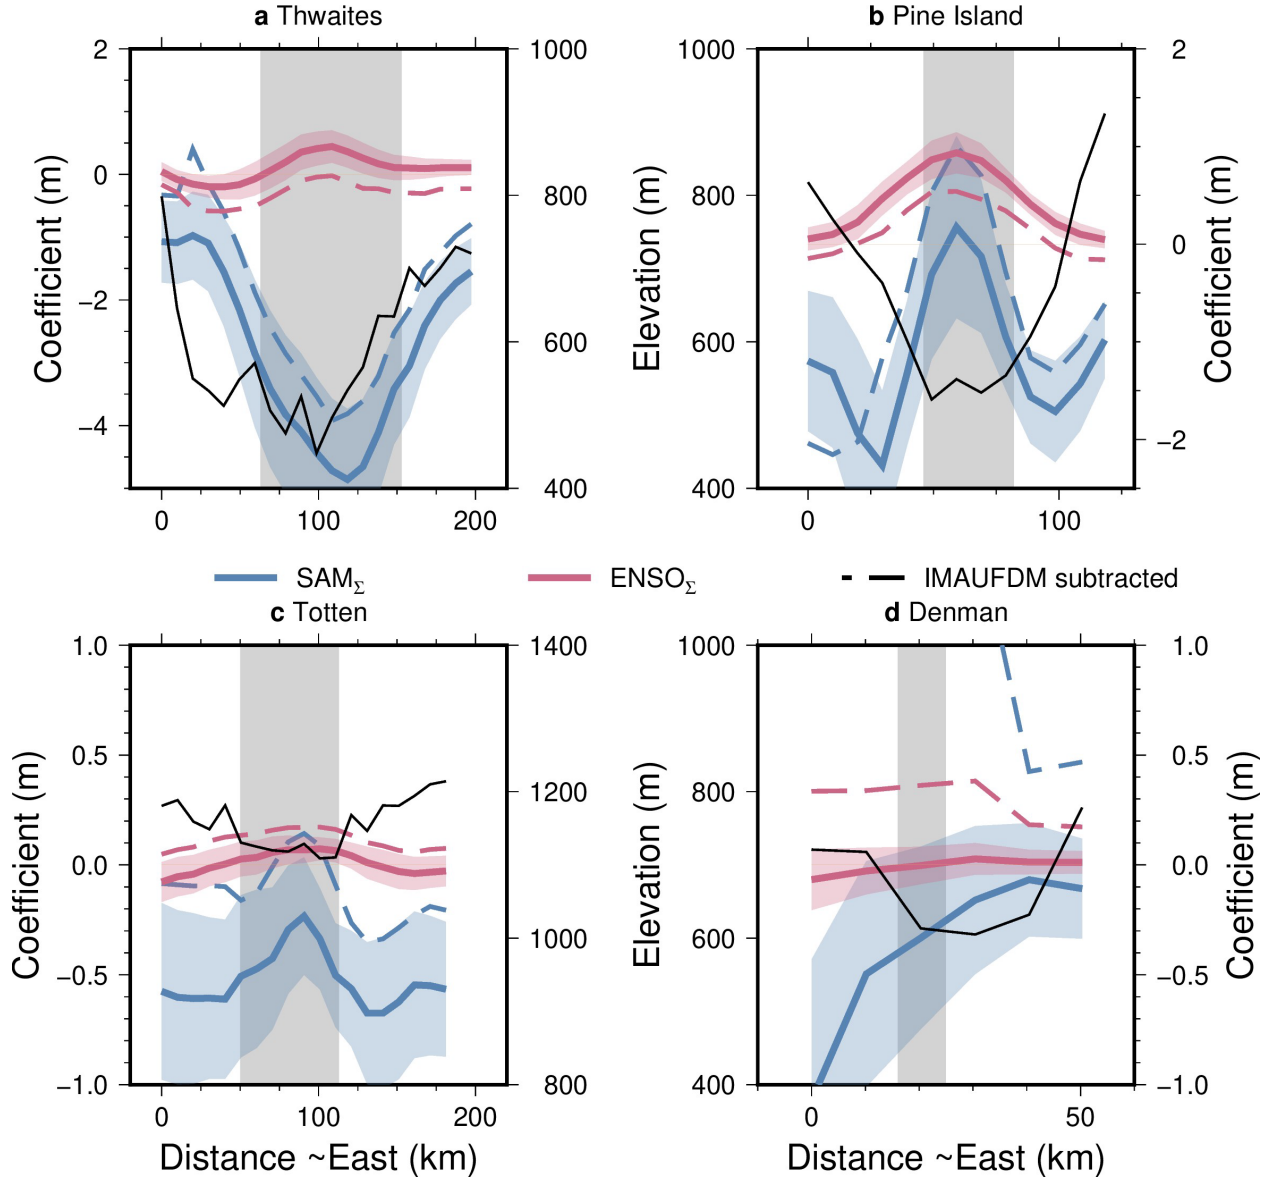 a Thwaites
b Pine Island
2
0
−2
−4
Coefficient (m)
1000
800
600
400
0
100
200
1000
800
600
400
Elevation (m)
2
0
−2
Coefficient (m)
0
100
SAMΣ
ENSOΣ
IMAUFDM subtracted
c Totten
d Denman
1.0
0.5
0.0
−0.5
−1.0
Coefficient (m)
1400
1200
1000
800
0
100
200
Distance ~East (km)
1000
800
600
400
Elevation (m)
1.0
0.5
0.0
−0.5
−1.0
Coefficient (m)
0
50
Distance ~East (km)